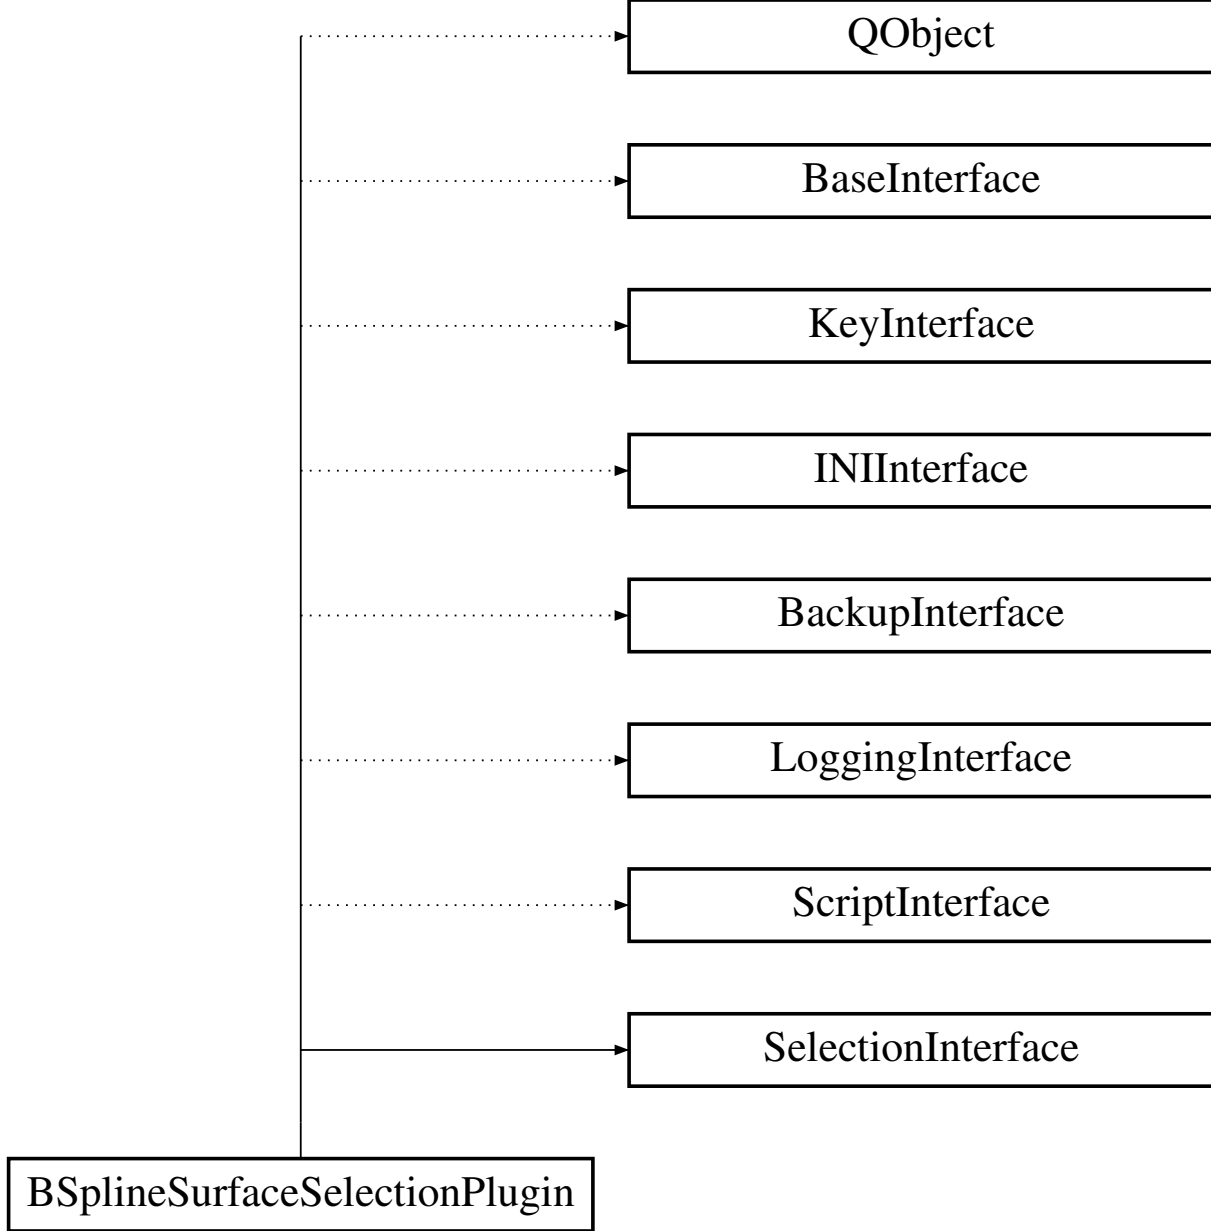 QObject
BaseInterface
KeyInterface
INIInterface
BackupInterface
LoggingInterface
ScriptInterface
SelectionInterface
BSplineSurfaceSelectionPlugin